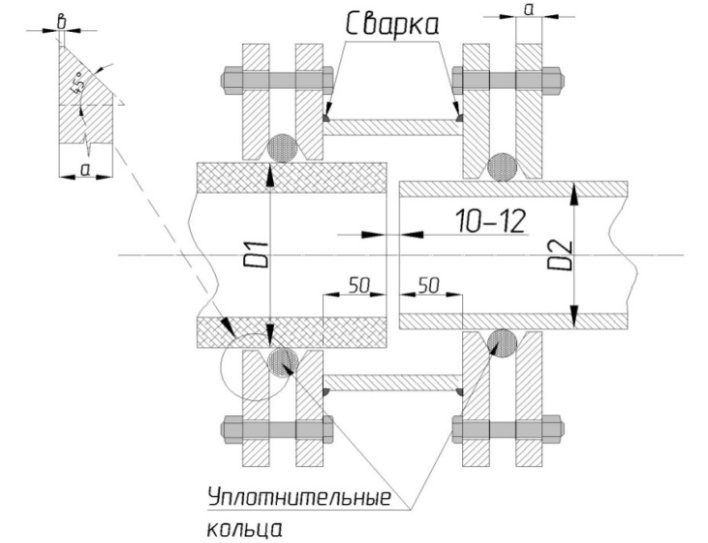 в
45°
а
Сварка
а
D1
10-12
D2
50
50
Уплотнительные
кольца